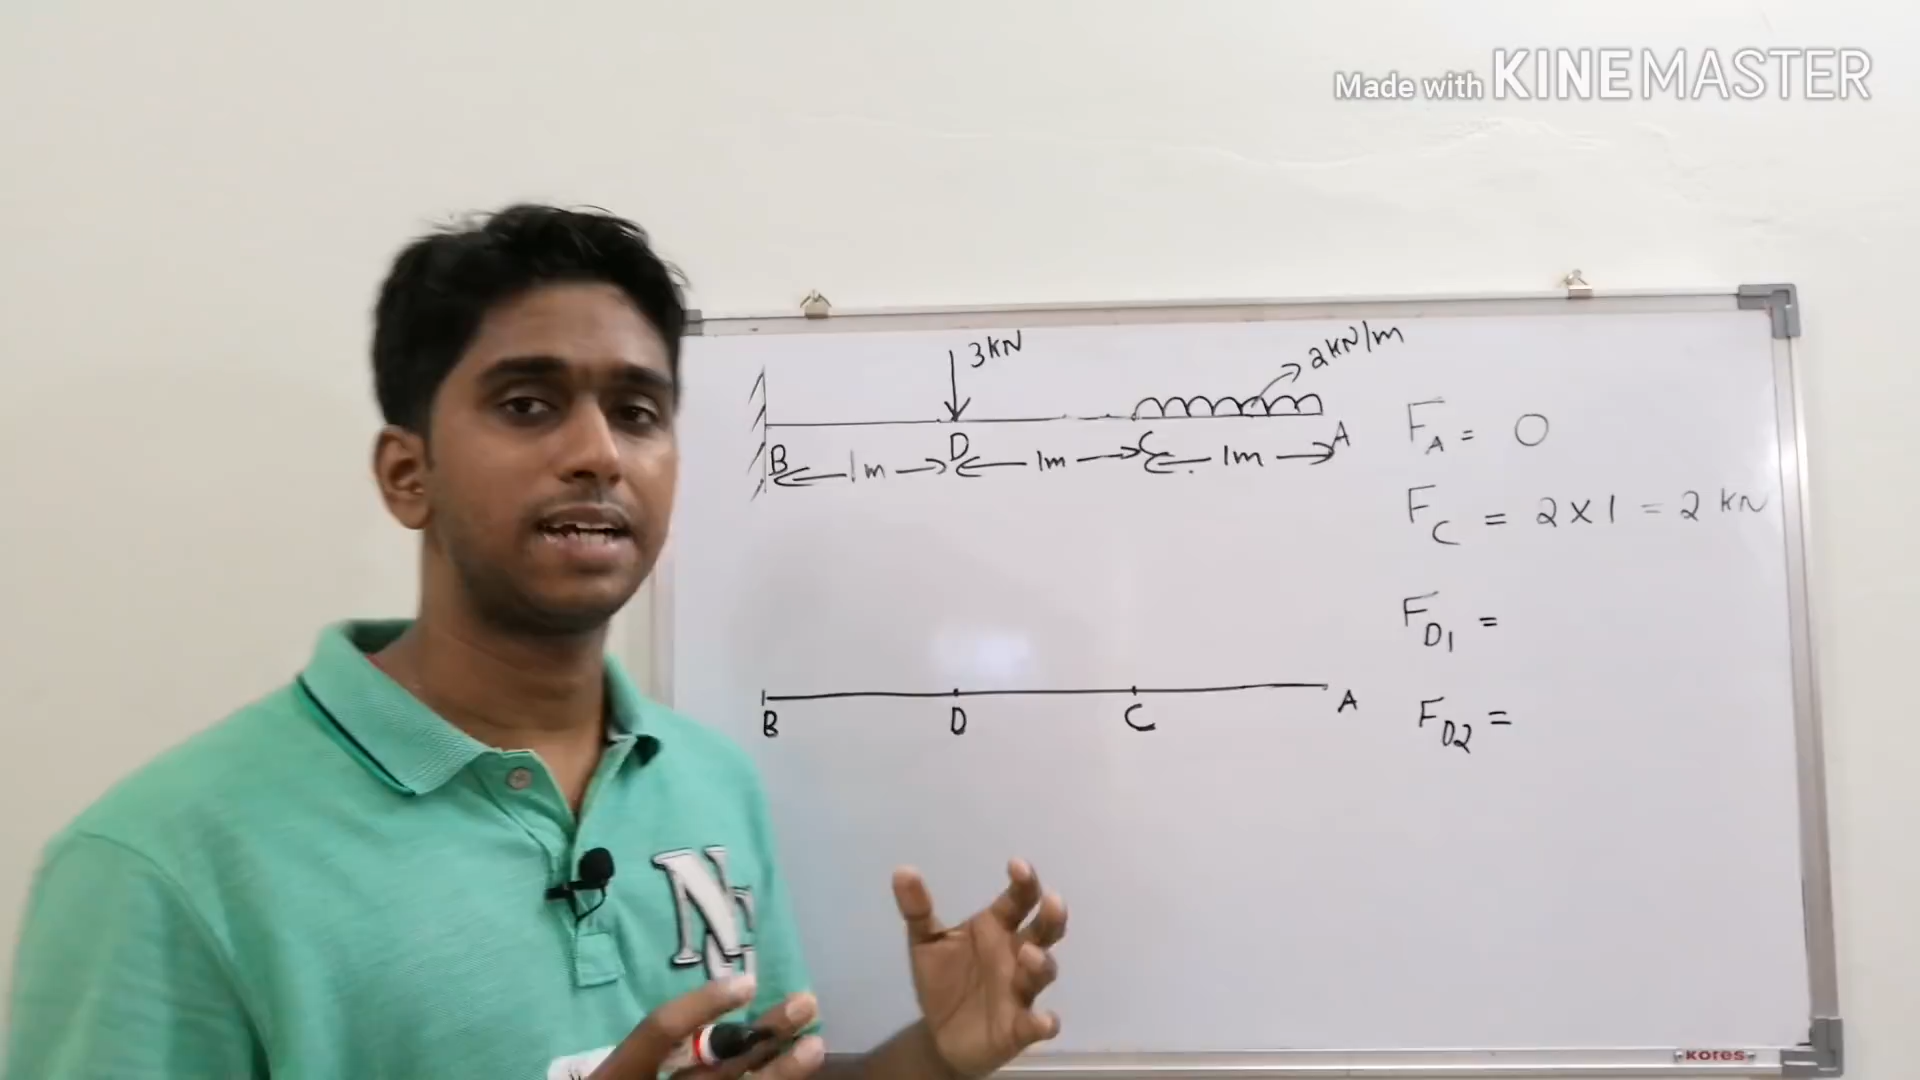 Made with KINEMASTER
3KN
2KN/m
B D C A
1m 1m 1m
F_A = 0
F_C = 2 × 1 = 2 KN
F_D1 =
F_D2 =
B D C A
kores